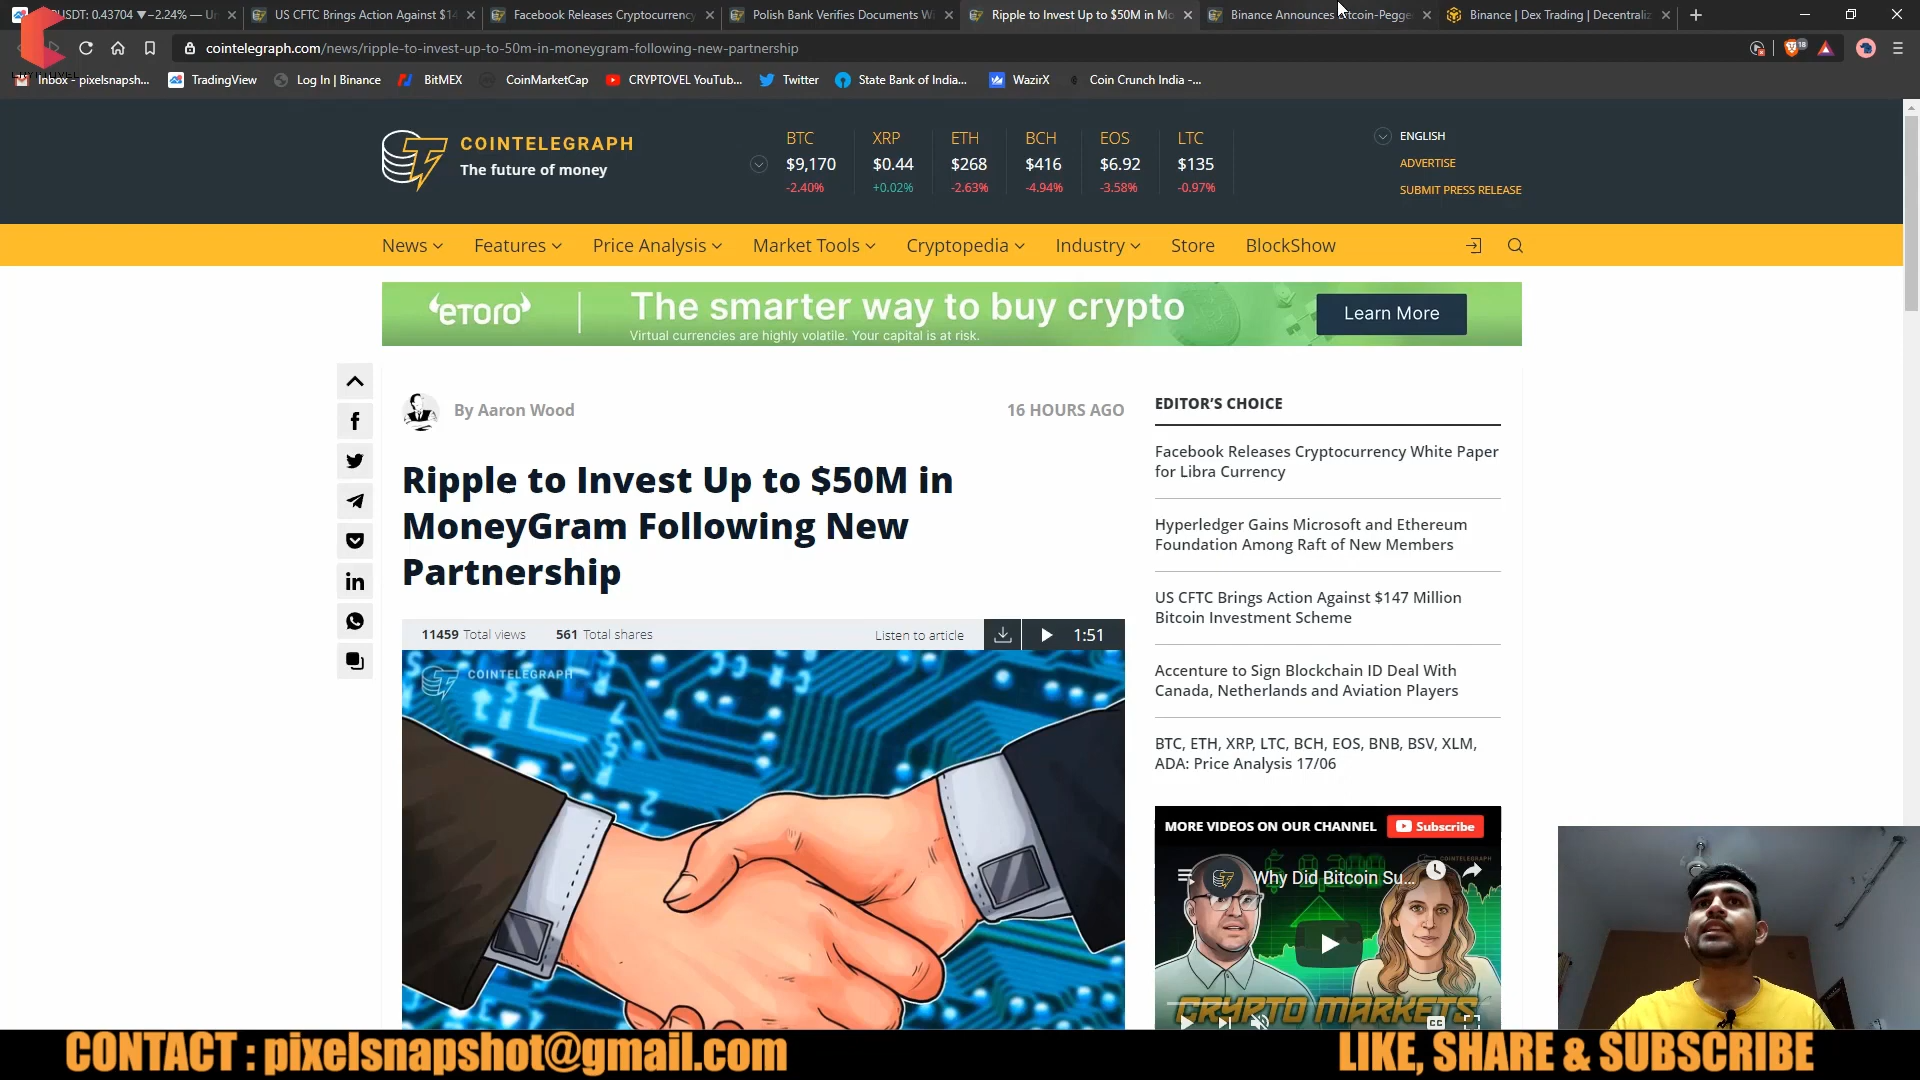 USDT: 0.43704 ▼−2.24% — Un
US CFTC Brings Action Against $14
Facebook Releases Cryptocurrency
Polish Bank Verifies Documents Wi
Ripple to Invest Up to $50M in Mo
Binance Announces
Binance | Dex Trading | Decentraliz
cointelegraph.com/news/ripple-to-invest-up-to-50m-in-moneygram-following-new-partnership
18
Inbox - pixelsnapsh...
TradingView
Log In | Binance
BitMEX
CoinMarketCap
CRYPTOVEL YouTub...
Twitter
State Bank of India...
WazirX
Coin Crunch India -...
COINTELEGRAPH
The future of money
BTC
$9,170
-2.40%
XRP
$0.44
+0.02%
ETH
$268
-2.63%
BCH
$416
-4.94%
EOS
$6.92
-3.58%
LTC
$135
-0.97%
ENGLISH
ADVERTISE
SUBMIT PRESS RELEASE
News
Features
Price Analysis
Market Tools
Cryptopedia
Industry
Store
BlockShow
eToro
The smarter way to buy crypto
Virtual currencies are highly volatile. Your capital is at risk.
Learn More
By Aaron Wood
16 HOURS AGO
Ripple to Invest Up to $50M in
MoneyGram Following New
Partnership
11459 Total views
561 Total shares
Listen to article
1:51
COINTELEGRAPH
EDITOR'S CHOICE
Facebook Releases Cryptocurrency White Paper
for Libra Currency
Hyperledger Gains Microsoft and Ethereum
Foundation Among Raft of New Members
US CFTC Brings Action Against $147 Million
Bitcoin Investment Scheme
Accenture to Sign Blockchain ID Deal With
Canada, Netherlands and Aviation Players
BTC, ETH, XRP, LTC, BCH, EOS, BNB, BSV, XLM,
ADA: Price Analysis 17/06
MORE VIDEOS ON OUR CHANNEL
Subscribe
Why Did Bitcoin Su...
CRYPTO MARKETS
CONTACT : pixelsnapshot@gmail.com
LIKE, SHARE & SUBSCRIBE